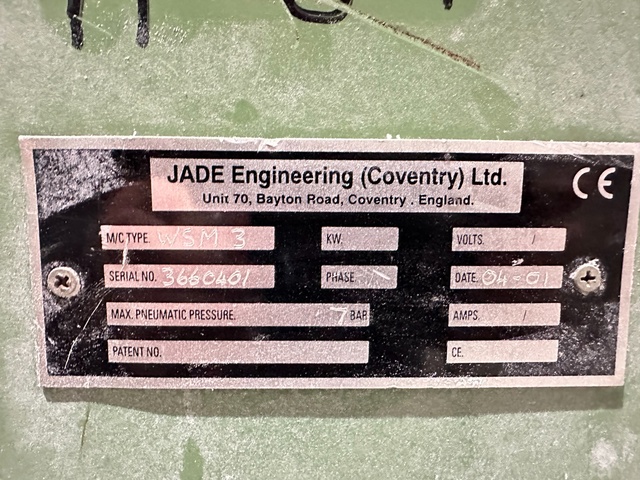 JADE Engineering (Coventry) Ltd.
Unit 70, Bayton Road, Coventry . England.
CE
M/C TYPE. WSM 3
KW.
VOLTS. /
SERIAL NO. 3660401
PHASE. \
DATE. 04-01
MAX. PNEUMATIC PRESSURE. 7 BAR
AMPS. /
PATENT NO.
CE.